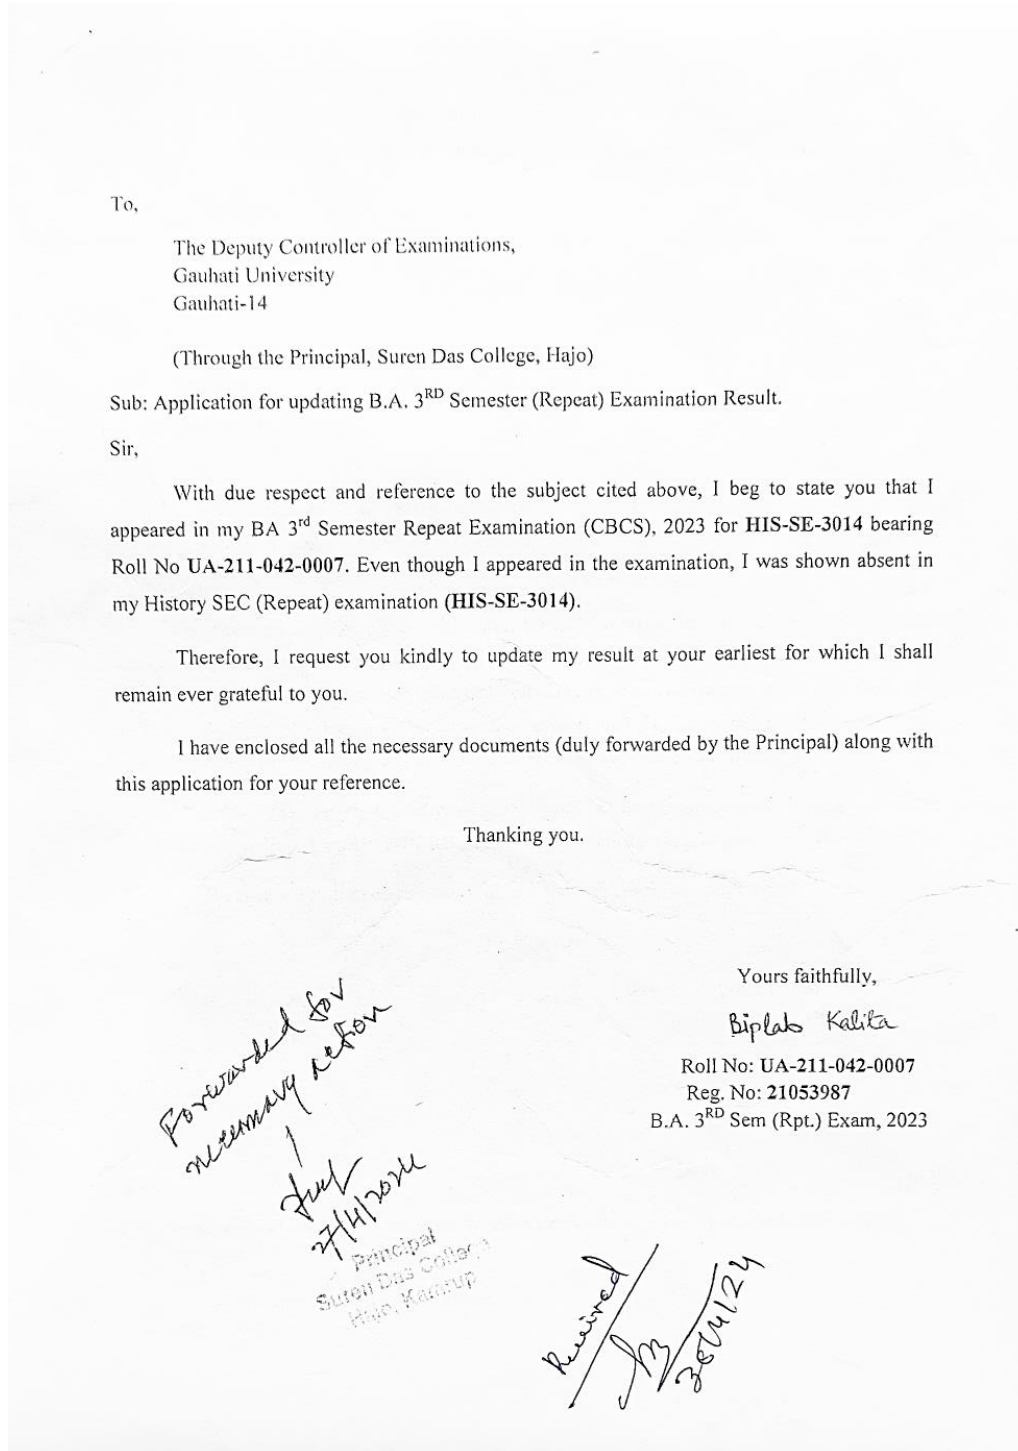 To,
The Deputy Controller of Examinations,
Gauhati University
Gauhati-14
(Through the Principal, Suren Das College, Hajo)
Sub: Application for updating B.A. 3RD Semester (Repeat) Examination Result.
Sir,
With due respect and reference to the subject cited above, I beg to state you that I
appeared in my BA 3rd Semester Repeat Examination (CBCS), 2023 for HIS-SE-3014 bearing
Roll No UA-211-042-0007. Even though I appeared in the examination, I was shown absent in
my History SEC (Repeat) examination (HIS-SE-3014).
Therefore, I request you kindly to update my result at your earliest for which I shall
remain ever grateful to you.
I have enclosed all the necessary documents (duly forwarded by the Principal) along with
this application for your reference.
Thanking you.
Yours faithfully,
Biplab Kalita
Roll No: UA-211-042-0007
Reg. No: 21053987
B.A. 3RD Sem (Rpt.) Exam, 2023
Forwarded for
necessary action
27/4/2024
Principal
Suren Das College
Hajo, Kamrup
Received